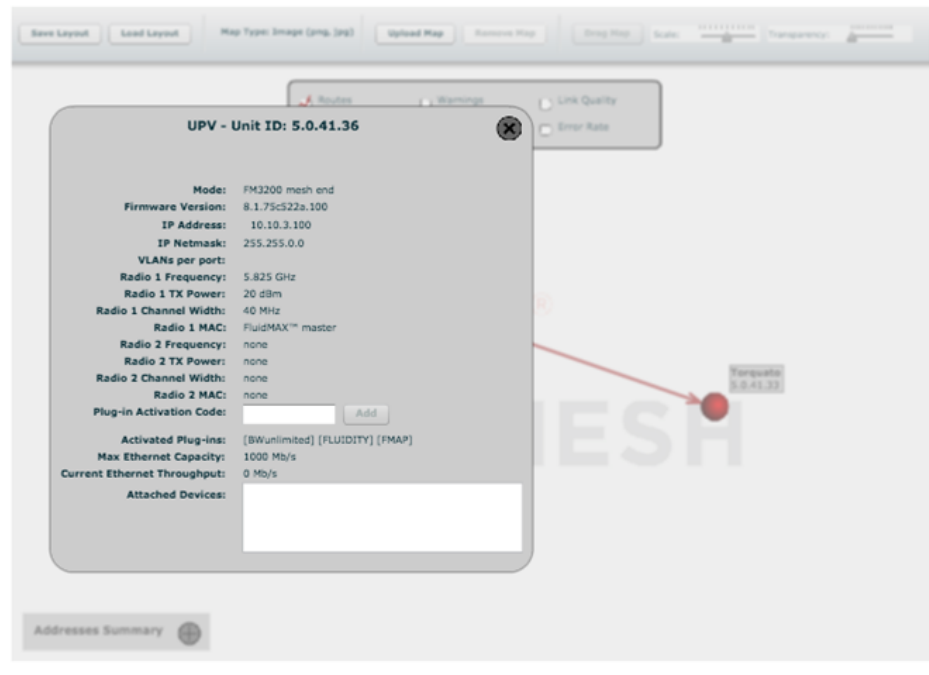 Save Layout Load Layout Map Type: Image (png, jpg) Upload Map Remove Map Drag Map Scale: Transparency:
Routes Warnings Link Quality
Error Rate
UPV - Unit ID: 5.0.41.36
Mode: FM3200 mesh end
Firmware Version: 8.1.75c522a.100
IP Address: 10.10.3.100
IP Netmask: 255.255.0.0
VLANs per port:
Radio 1 Frequency: 5.825 GHz
Radio 1 TX Power: 20 dBm
Radio 1 Channel Width: 40 MHz
Radio 1 MAC: FluidMAX™ master
Radio 2 Frequency: none
Radio 2 TX Power: none
Radio 2 Channel Width: none
Radio 2 MAC: none
Plug-in Activation Code: Add
Activated Plug-ins: [BWunlimited] [FLUIDITY] [FMAP]
Max Ethernet Capacity: 1000 Mb/s
Current Ethernet Throughput: 0 Mb/s
Attached Devices:
R
Torquato
5.0.41.33
ESH
Addresses Summary